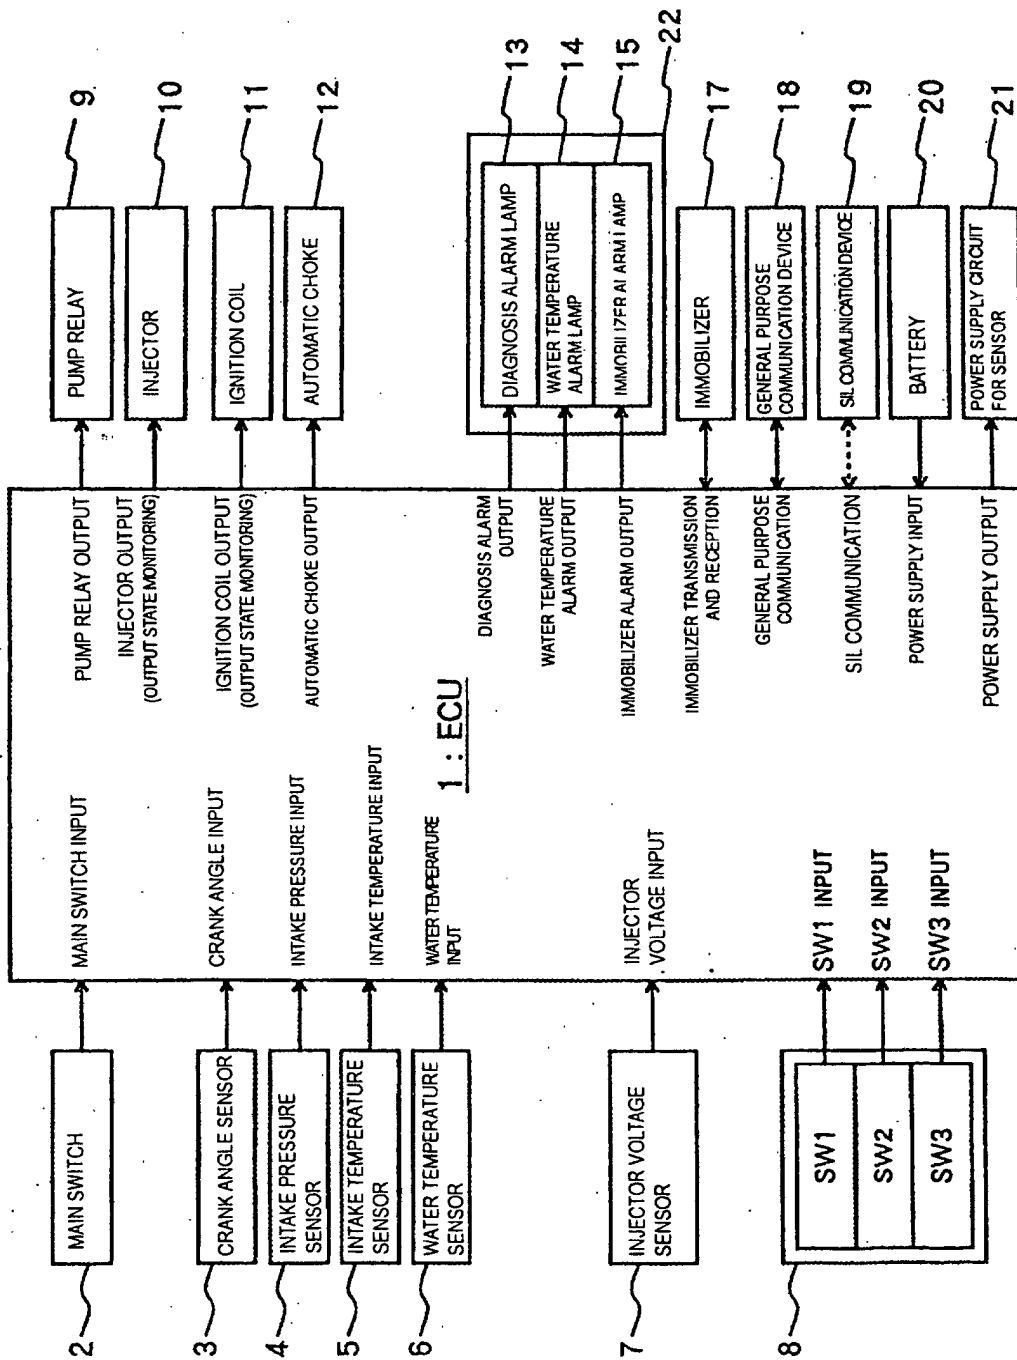 2
MAIN SWITCH
3
CRANK ANGLE SENSOR
4
INTAKE PRESSURE
SENSOR
5
INTAKE TEMPERATURE
SENSOR
6
WATER TEMPERATURE
SENSOR
7
INJECTOR VOLTAGE
SENSOR
8
SW1
SW2
SW3
MAIN SWITCH INPUT
CRANK ANGLE INPUT
INTAKE PRESSURE INPUT
INTAKE TEMPERATURE INPUT
WATER TEMPERATURE
INPUT
INJECTOR
VOLTAGE INPUT
SW1 INPUT
SW2 INPUT
SW3 INPUT
1 : ECU
PUMP RELAY OUTPUT
INJECTOR OUTPUT
(OUTPUT STATE MONITORING)
IGNITION COIL OUTPUT
(OUTPUT STATE MONITORING)
AUTOMATIC CHOKE OUTPUT
DIAGNOSIS ALARM
OUTPUT
WATER TEMPERATURE
ALARM OUTPUT
IMMOBILIZER ALARM OUTPUT
IMMOBILIZER TRANSMISSION
AND RECEPTION
GENERAL PURPOSE
COMMUNICATION
SIL COMMUNICATION
POWER SUPPLY INPUT
POWER SUPPLY OUTPUT
PUMP RELAY
9
INJECTOR
10
IGNITION COIL
11
AUTOMATIC CHOKE
12
DIAGNOSIS ALARM LAMP
13
WATER TEMPERATURE
ALARM LAMP
14
IMMOBILIZER ALARM LAMP
15
22
IMMOBILIZER
17
GENERAL PURPOSE
COMMUNICATION DEVICE
18
SIL COMMUNICATION DEVICE
19
BATTERY
20
POWER SUPPLY CIRCUIT
FOR SENSOR
21